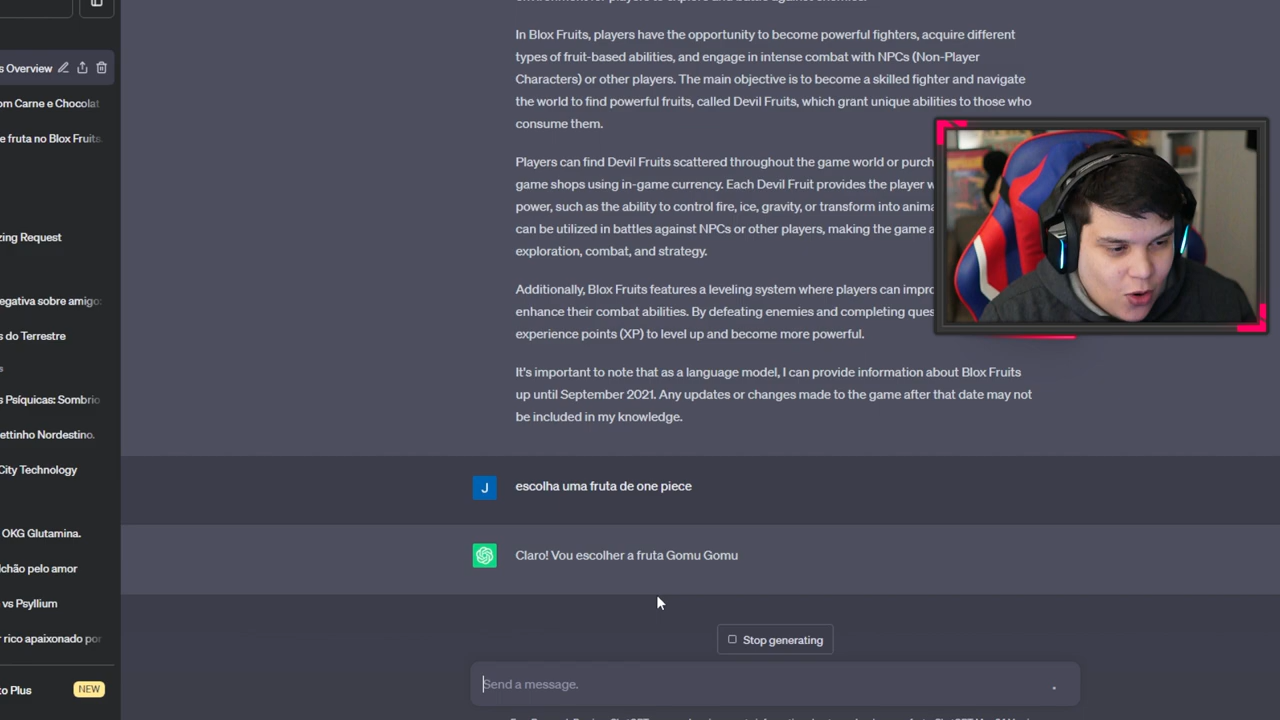 s Overview
om Carne e Chocolat
e fruta no Blox Fruits.
zing Request
egativa sobre amigo:
s do Terrestre
s
s Psíquicas: Sombrio
ettinho Nordestino.
City Technology
OKG Glutamina.
lchão pelo amor
vs Psyllium
r rico apaixonado por
to Plus
NEW
In Blox Fruits, players have the opportunity to become powerful fighters, acquire different
types of fruit-based abilities, and engage in intense combat with NPCs (Non-Player
Characters) or other players. The main objective is to become a skilled fighter and navigate
the world to find powerful fruits, called Devil Fruits, which grant unique abilities to those who
consume them.
Players can find Devil Fruits scattered throughout the game world or purch
game shops using in-game currency. Each Devil Fruit provides the player w
power, such as the ability to control fire, ice, gravity, or transform into anima
can be utilized in battles against NPCs or other players, making the game a
exploration, combat, and strategy.
Additionally, Blox Fruits features a leveling system where players can impro
enhance their combat abilities. By defeating enemies and completing ques
experience points (XP) to level up and become more powerful.
It's important to note that as a language model, I can provide information about Blox Fruits
up until September 2021. Any updates or changes made to the game after that date may not
be included in my knowledge.
J
escolha uma fruta de one piece
Claro! Vou escolher a fruta Gomu Gomu
Stop generating
Send a message.